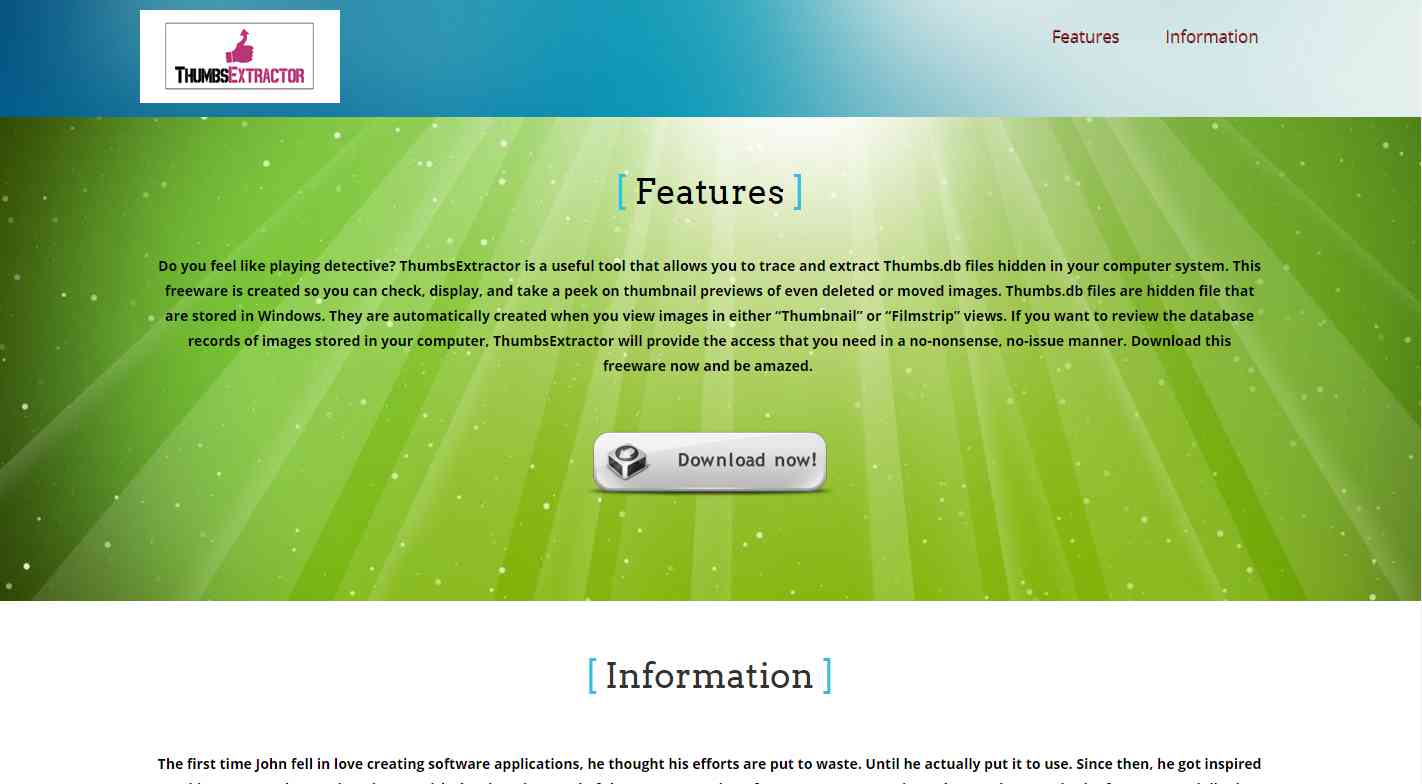 THUMBSEXTRACTOR
Features Information
[ Features ]
Do you feel like playing detective? ThumbsExtractor is a useful tool that allows you to trace and extract Thumbs.db files hidden in your computer system. This
freeware is created so you can check, display, and take a peek on thumbnail previews of even deleted or moved images. Thumbs.db files are hidden file that
are stored in Windows. They are automatically created when you view images in either “Thumbnail” or “Filmstrip” views. If you want to review the database
records of images stored in your computer, ThumbsExtractor will provide the access that you need in a no-nonsense, no-issue manner. Download this
freeware now and be amazed.
Download now!
[ Information ]
The first time John fell in love creating software applications, he thought his efforts are put to waste. Until he actually put it to use. Since then, he got inspired